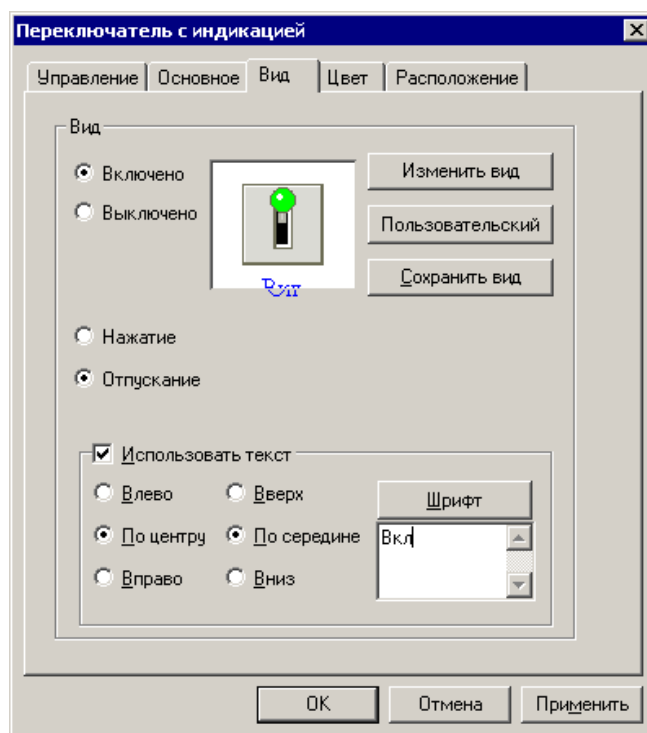 Переключатель с индикацией
Управление Основное Вид Цвет Расположение
Вид
Включено
Выключено
Изменить вид
Пользовательский
Сохранить вид
Нажатие
Отпускание
Использовать текст
Влево Вверх
Шрифт
По центру По середине
Вкл
Вправо Вниз
OK Отмена Применить